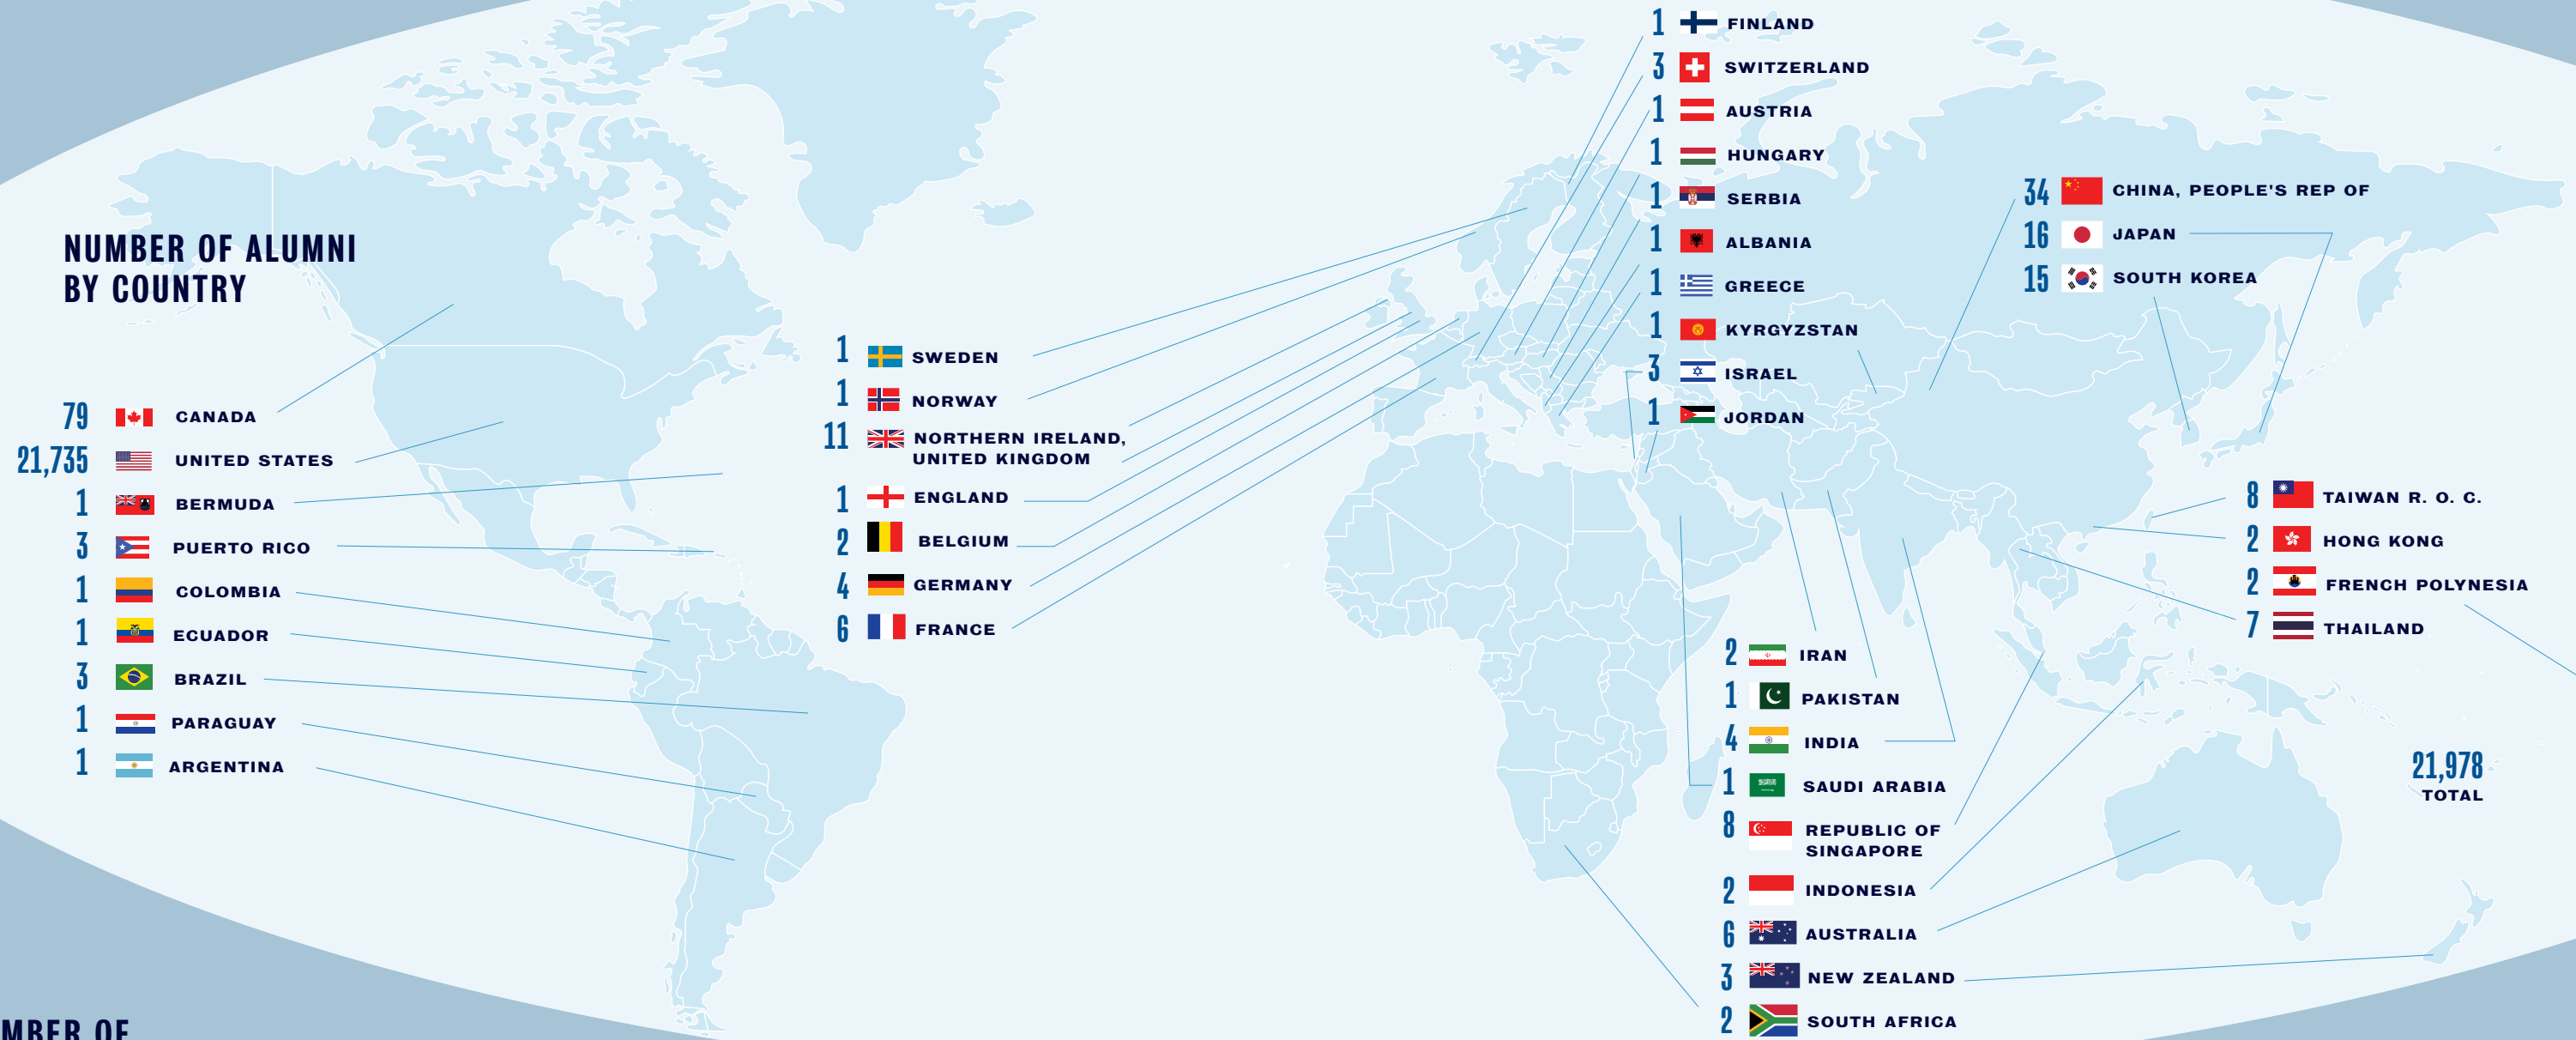 NUMBER OF ALUMNI
BY COUNTRY
79 CANADA
21,735 UNITED STATES
1 BERMUDA
3 PUERTO RICO
1 COLOMBIA
1 ECUADOR
3 BRAZIL
1 PARAGUAY
1 ARGENTINA
1 SWEDEN
1 NORWAY
11 NORTHERN IRELAND,
UNITED KINGDOM
1 ENGLAND
2 BELGIUM
4 GERMANY
6 FRANCE
1 FINLAND
3 SWITZERLAND
1 AUSTRIA
1 HUNGARY
1 SERBIA
1 ALBANIA
1 GREECE
1 KYRGYZSTAN
3 ISRAEL
1 JORDAN
34 CHINA, PEOPLE'S REP OF
16 JAPAN
15 SOUTH KOREA
8 TAIWAN R. O. C.
2 HONG KONG
2 FRENCH POLYNESIA
7 THAILAND
2 IRAN
1 PAKISTAN
4 INDIA
1 SAUDI ARABIA
8 REPUBLIC OF
SINGAPORE
2 INDONESIA
6 AUSTRALIA
3 NEW ZEALAND
2 SOUTH AFRICA
21,978
TOTAL
MBER OF